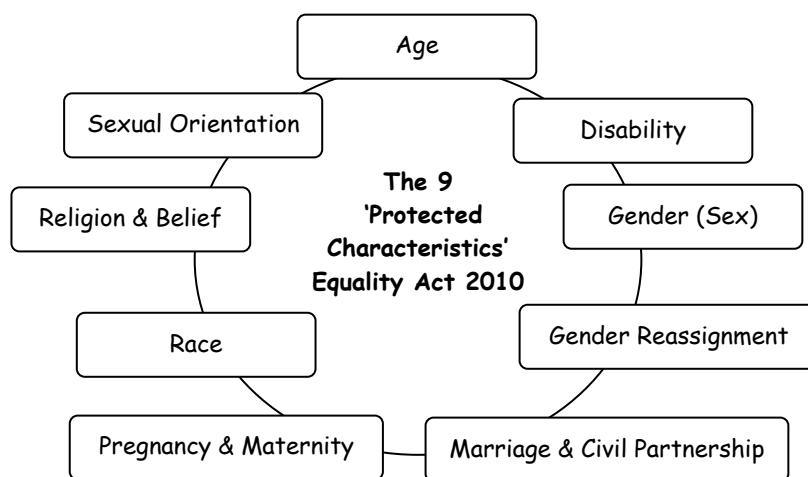 Age
Sexual Orientation
Disability
The 9
‘Protected
Characteristics’
Equality Act 2010
Religion & Belief
Gender (Sex)
Race
Gender Reassignment
Pregnancy & Maternity
Marriage & Civil Partnership